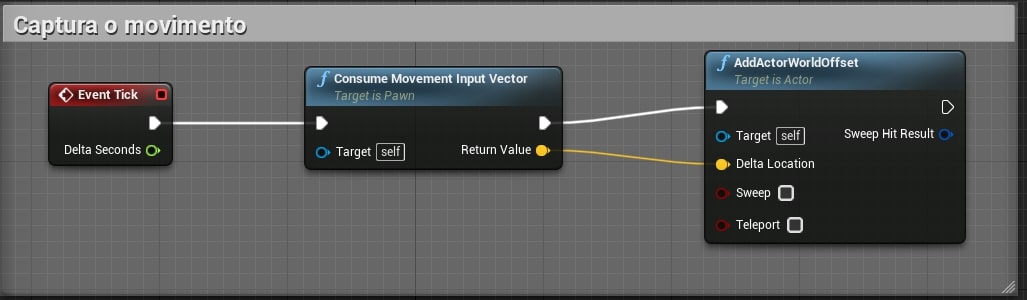 Captura o movimento
Event Tick
Delta Seconds
f Consume Movement Input Vector
Target is Pawn
Target self
Return Value
f AddActorWorldOffset
Target is Actor
Target self
Sweep Hit Result
Delta Location
Sweep
Teleport